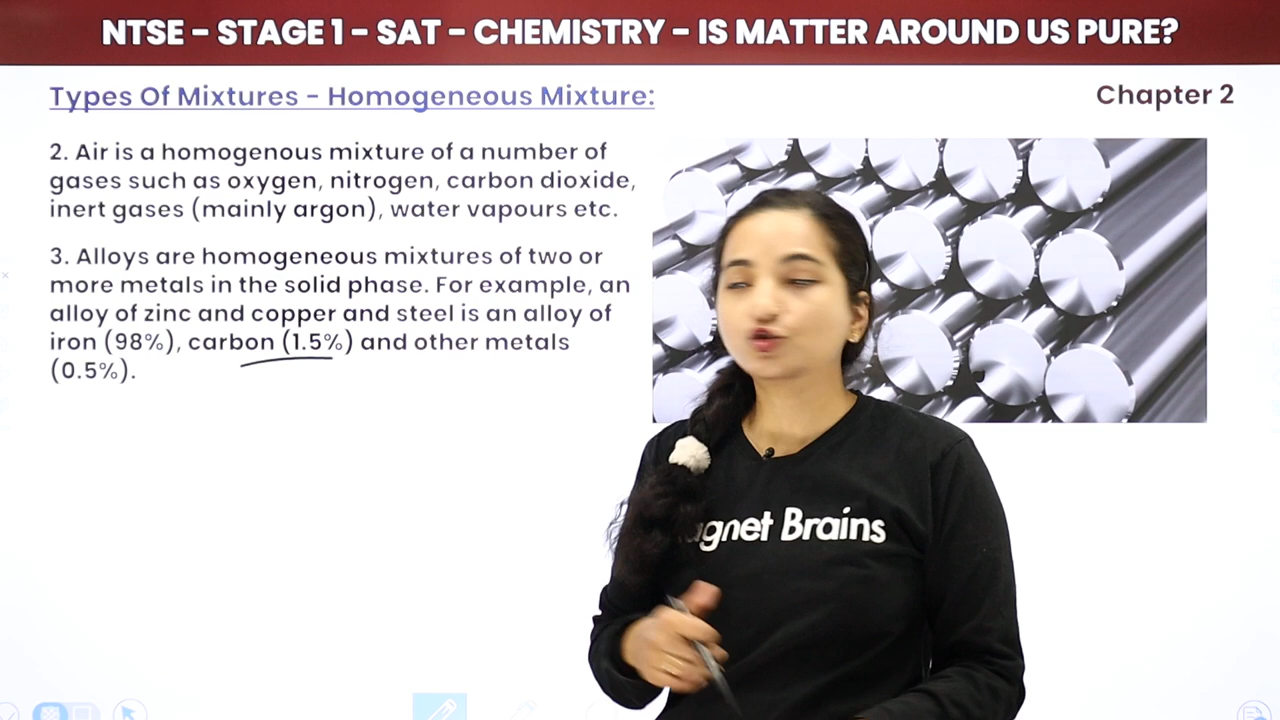 NTSE – STAGE 1 – SAT – CHEMISTRY – IS MATTER AROUND US PURE?
Types Of Mixtures – Homogeneous Mixture:
Chapter 2
2. Air is a homogenous mixture of a number of
gases such as oxygen, nitrogen, carbon dioxide,
inert gases (mainly argon), water vapours etc.
3. Alloys are homogeneous mixtures of two or
more metals in the solid phase. For example, an
alloy of zinc and copper and steel is an alloy of
iron (98%), carbon (1.5%) and other metals
(0.5%).
agnet Brains